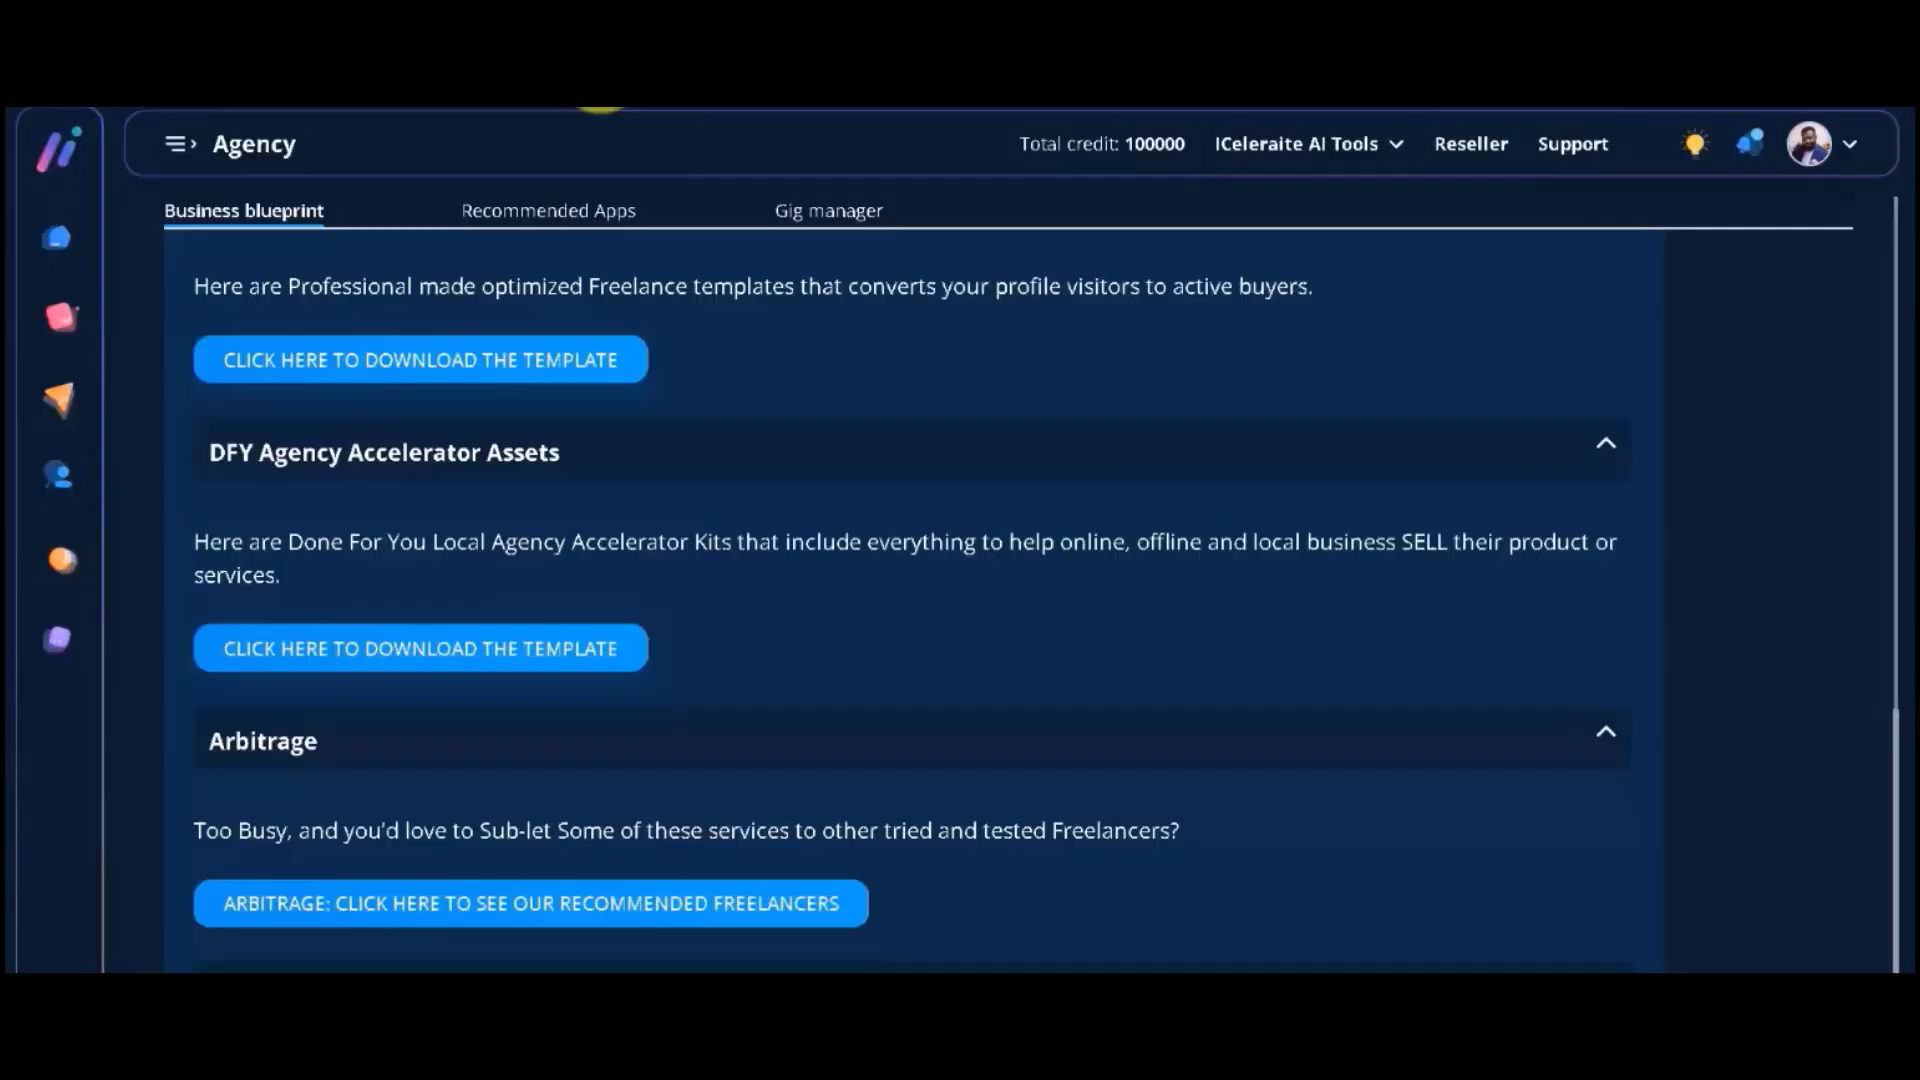 Agency
Total credit: 100000
ICeleraite AI Tools
Reseller
Support
Business blueprint
Recommended Apps
Gig manager
Here are Professional made optimized Freelance templates that converts your profile visitors to active buyers.
CLICK HERE TO DOWNLOAD THE TEMPLATE
DFY Agency Accelerator Assets
Here are Done For You Local Agency Accelerator Kits that include everything to help online, offline and local business SELL their product or
services.
CLICK HERE TO DOWNLOAD THE TEMPLATE
Arbitrage
Too Busy, and you'd love to Sub-let Some of these services to other tried and tested Freelancers?
ARBITRAGE: CLICK HERE TO SEE OUR RECOMMENDED FREELANCERS